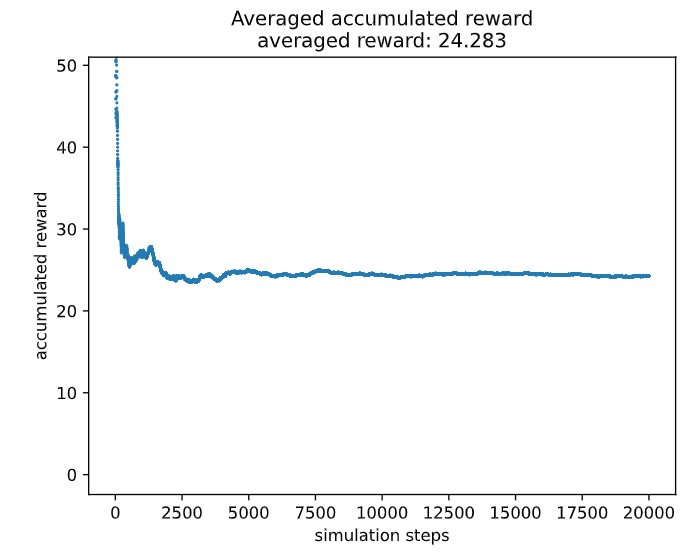 Averaged accumulated reward
averaged reward: 24.283
50
40
30
20
10
0
accumulated reward
0 2500 5000 7500 10000 12500 15000 17500 20000
simulation steps